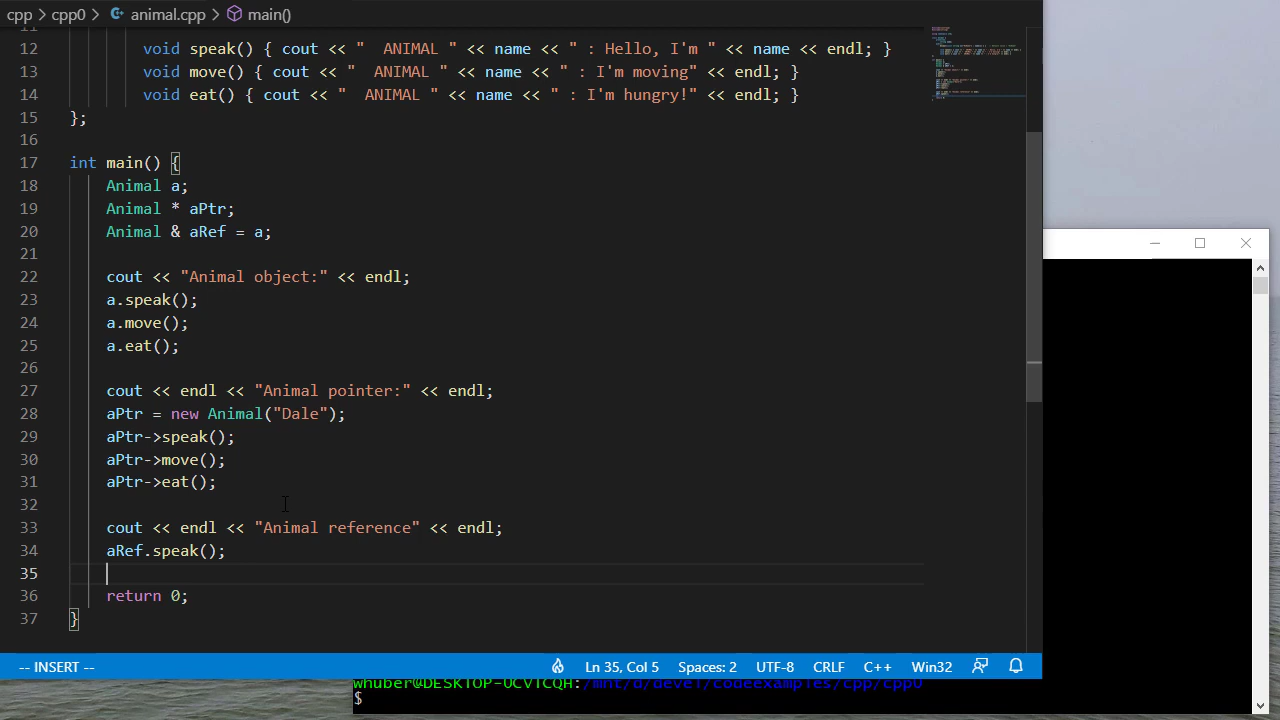 cpp > cpp0 > animal.cpp > main()
11
12 void speak() { cout << "  ANIMAL " << name << " : Hello, I'm " << name << endl; }
13 void move() { cout << "  ANIMAL " << name << " : I'm moving" << endl; }
14 void eat() { cout << "  ANIMAL " << name << " : I'm hungry!" << endl; }
15 };
16
17 int main() {
18 Animal a;
19 Animal * aPtr;
20 Animal & aRef = a;
21
22 cout << "Animal object:" << endl;
23 a.speak();
24 a.move();
25 a.eat();
26
27 cout << endl << "Animal pointer:" << endl;
28 aPtr = new Animal("Dale");
29 aPtr->speak();
30 aPtr->move();
31 aPtr->eat();
32
33 cout << endl << "Animal reference" << endl;
34 aRef.speak();
35
36 return 0;
37 }
-- INSERT -- Ln 35, Col 5 Spaces: 2 UTF-8 CRLF C++ Win32
whuber@DESKTOP-UCVTCQH:/mnt/d/devel/codeexamples/cpp/cpp0
$